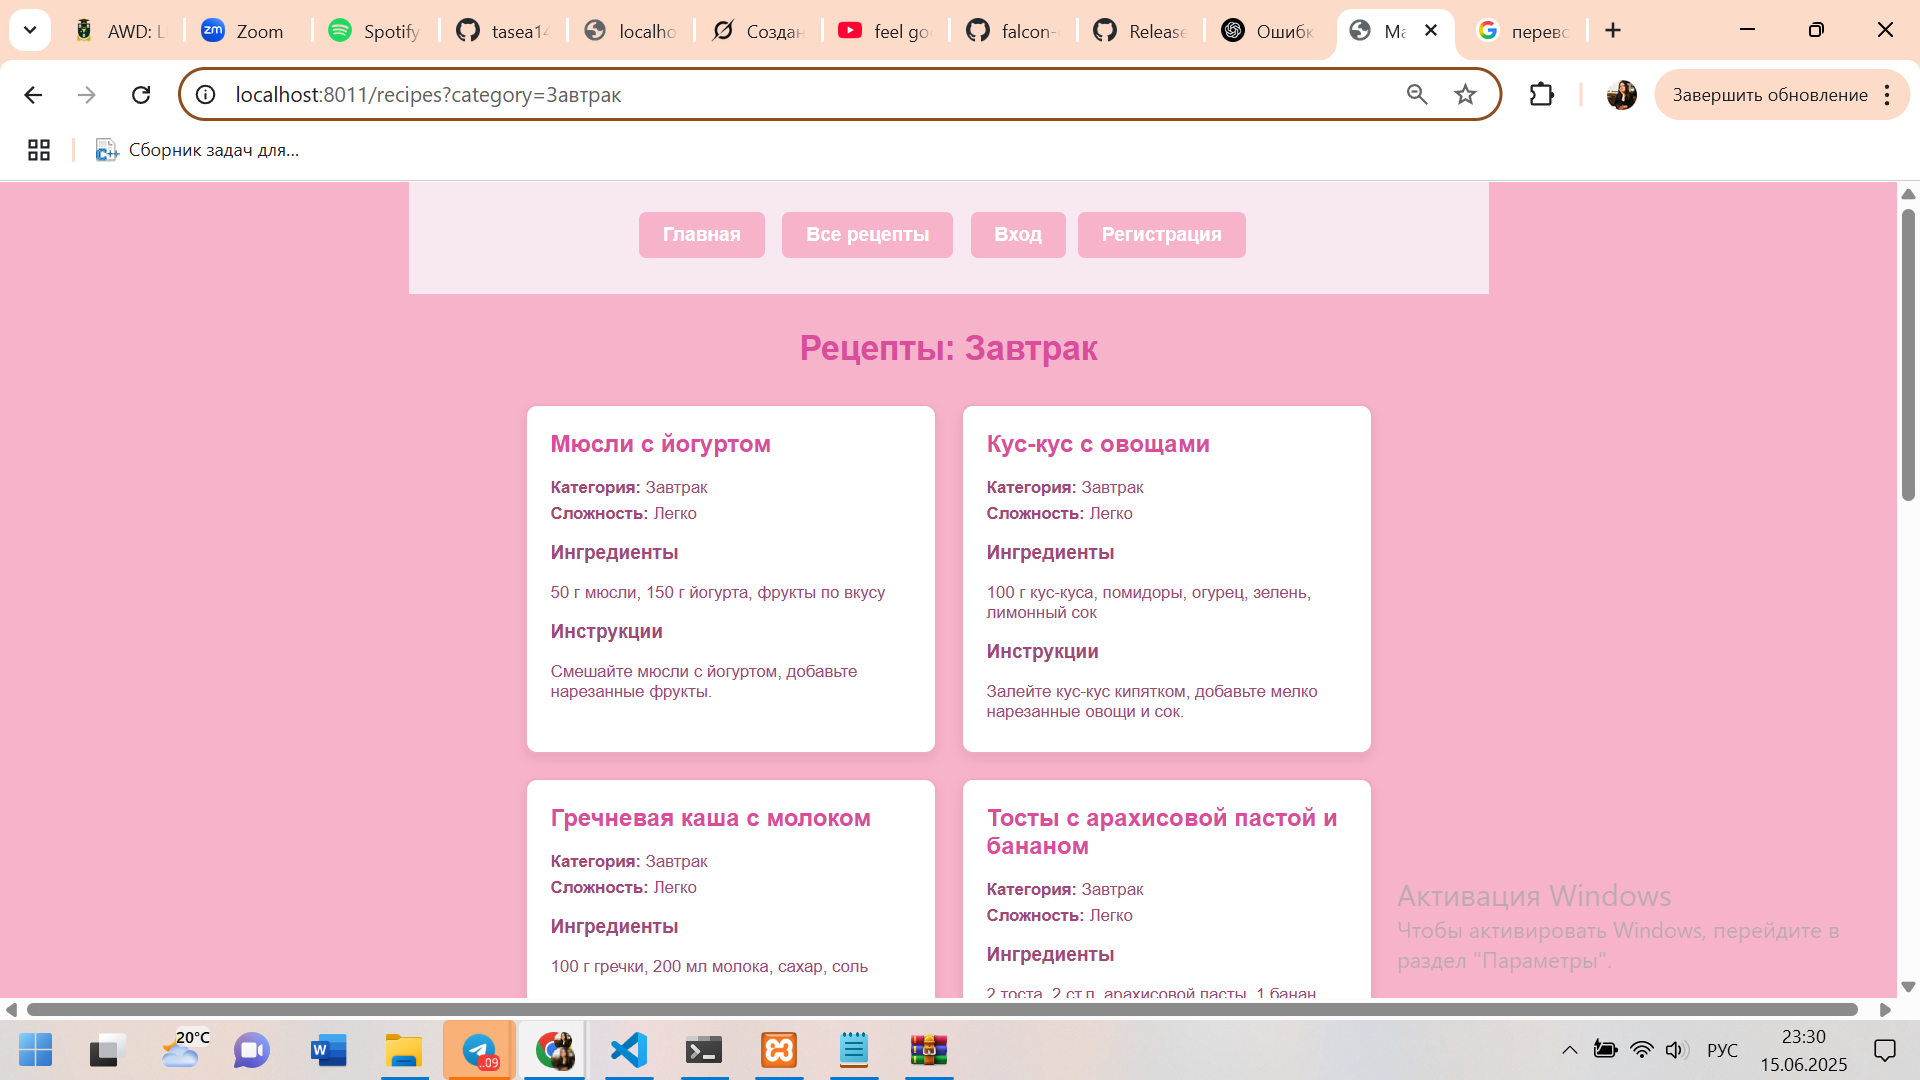 AWD: L
Zoom
Spotify
tasea14
localho
Создан
feel go
falcon-
Release
Ошибк
Ma
перево
localhost:8011/recipes?category=Завтрак
Завершить обновление
Сборник задач для...
Главная
Все рецепты
Вход
Регистрация
Рецепты: Завтрак
Мюсли с йогуртом
Категория: Завтрак
Сложность: Легко
Ингредиенты
50 г мюсли, 150 г йогурта, фрукты по вкусу
Инструкции
Смешайте мюсли с йогуртом, добавьте
нарезанные фрукты.
Кус-кус с овощами
Категория: Завтрак
Сложность: Легко
Ингредиенты
100 г кус-куса, помидоры, огурец, зелень,
лимонный сок
Инструкции
Залейте кус-кус кипятком, добавьте мелко
нарезанные овощи и сок.
Гречневая каша с молоком
Категория: Завтрак
Сложность: Легко
Ингредиенты
100 г гречки, 200 мл молока, сахар, соль
Тосты с арахисовой пастой и
бананом
Категория: Завтрак
Сложность: Легко
Ингредиенты
2 тоста, 2 ст.л. арахисовой пасты, 1 банан
Активация Windows
Чтобы активировать Windows, перейдите в
раздел "Параметры".
20°C
..09
РУС
23:30
15.06.2025